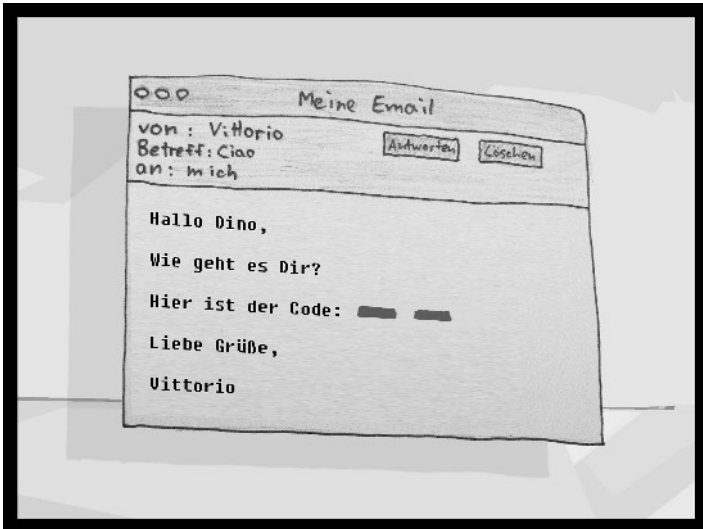 Meine Email
von: Vittorio
Betreff: Ciao
an: mich
Antworten Löschen
Hallo Dino,
Wie geht es Dir?
Hier ist der Code:
Liebe Grüße,
Vittorio